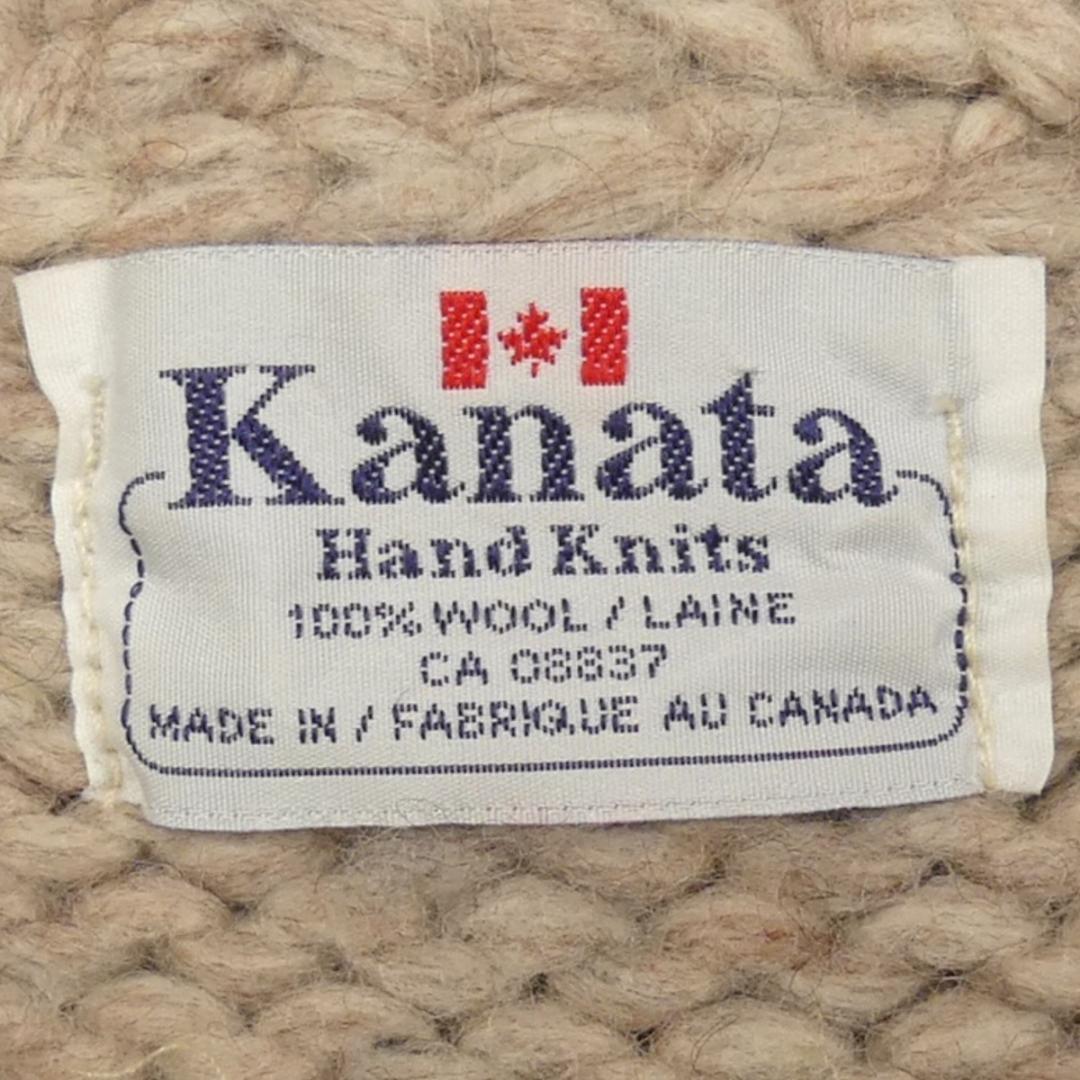 Kanata
Hand Knits
100% WOOL / LAINE
CA 08837
MADE IN / FABRIQUE AU CANADA